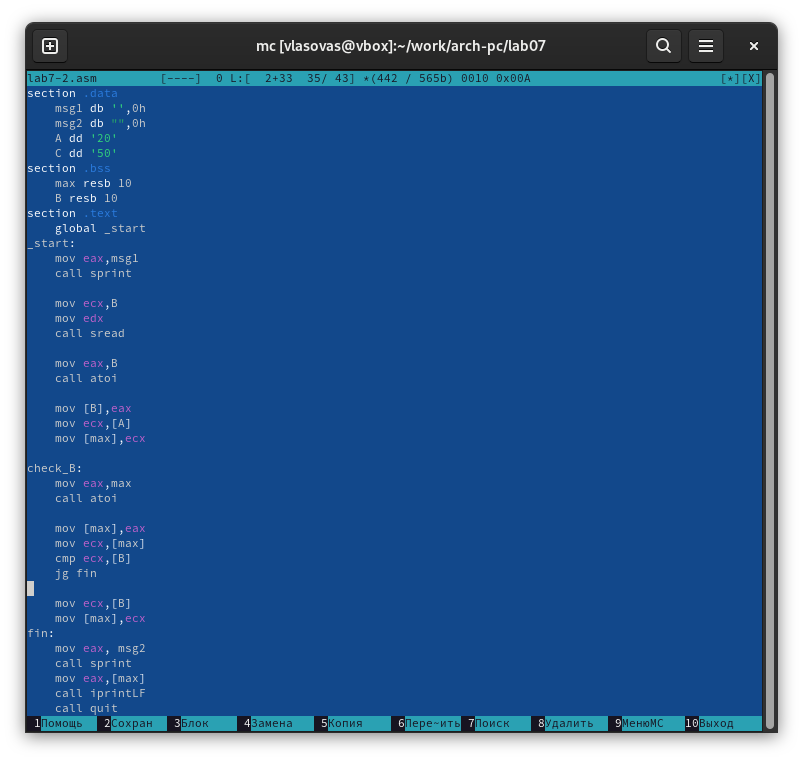 mc [vlasovas@vbox]:~/work/arch-pc/lab07
lab7-2.asm [----] 0 L:[ 2+33 35/ 43] *(442 / 565b) 0010 0x00A [*][X]
section .data
msg1 db '',0h
msg2 db "",0h
A dd '20'
C dd '50'
section .bss
max resb 10
B resb 10
section .text
global _start
_start:
mov eax,msg1
call sprint
mov ecx,B
mov edx
call sread
mov eax,B
call atoi
mov [B],eax
mov ecx,[A]
mov [max],ecx
check_B:
mov eax,max
call atoi
mov [max],eax
mov ecx,[max]
cmp ecx,[B]
jg fin
mov ecx,[B]
mov [max],ecx
fin:
mov eax, msg2
call sprint
mov eax,[max]
call iprintLF
call quit
1Помощь 2Сохран 3Блок 4Замена 5Копия 6Пере~ить 7Поиск 8Удалить 9МенюMC 10Выход